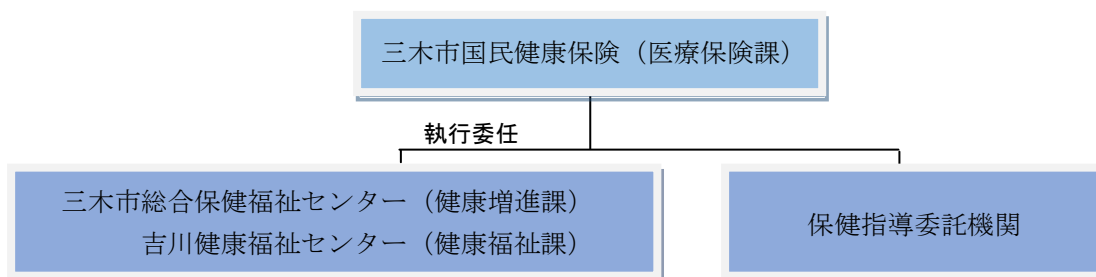 三木市国民健康保険（医療保険課）
執行委任
三木市総合保健福祉センター（健康増進課）
吉川健康福祉センター（健康福祉課）
保健指導委託機関